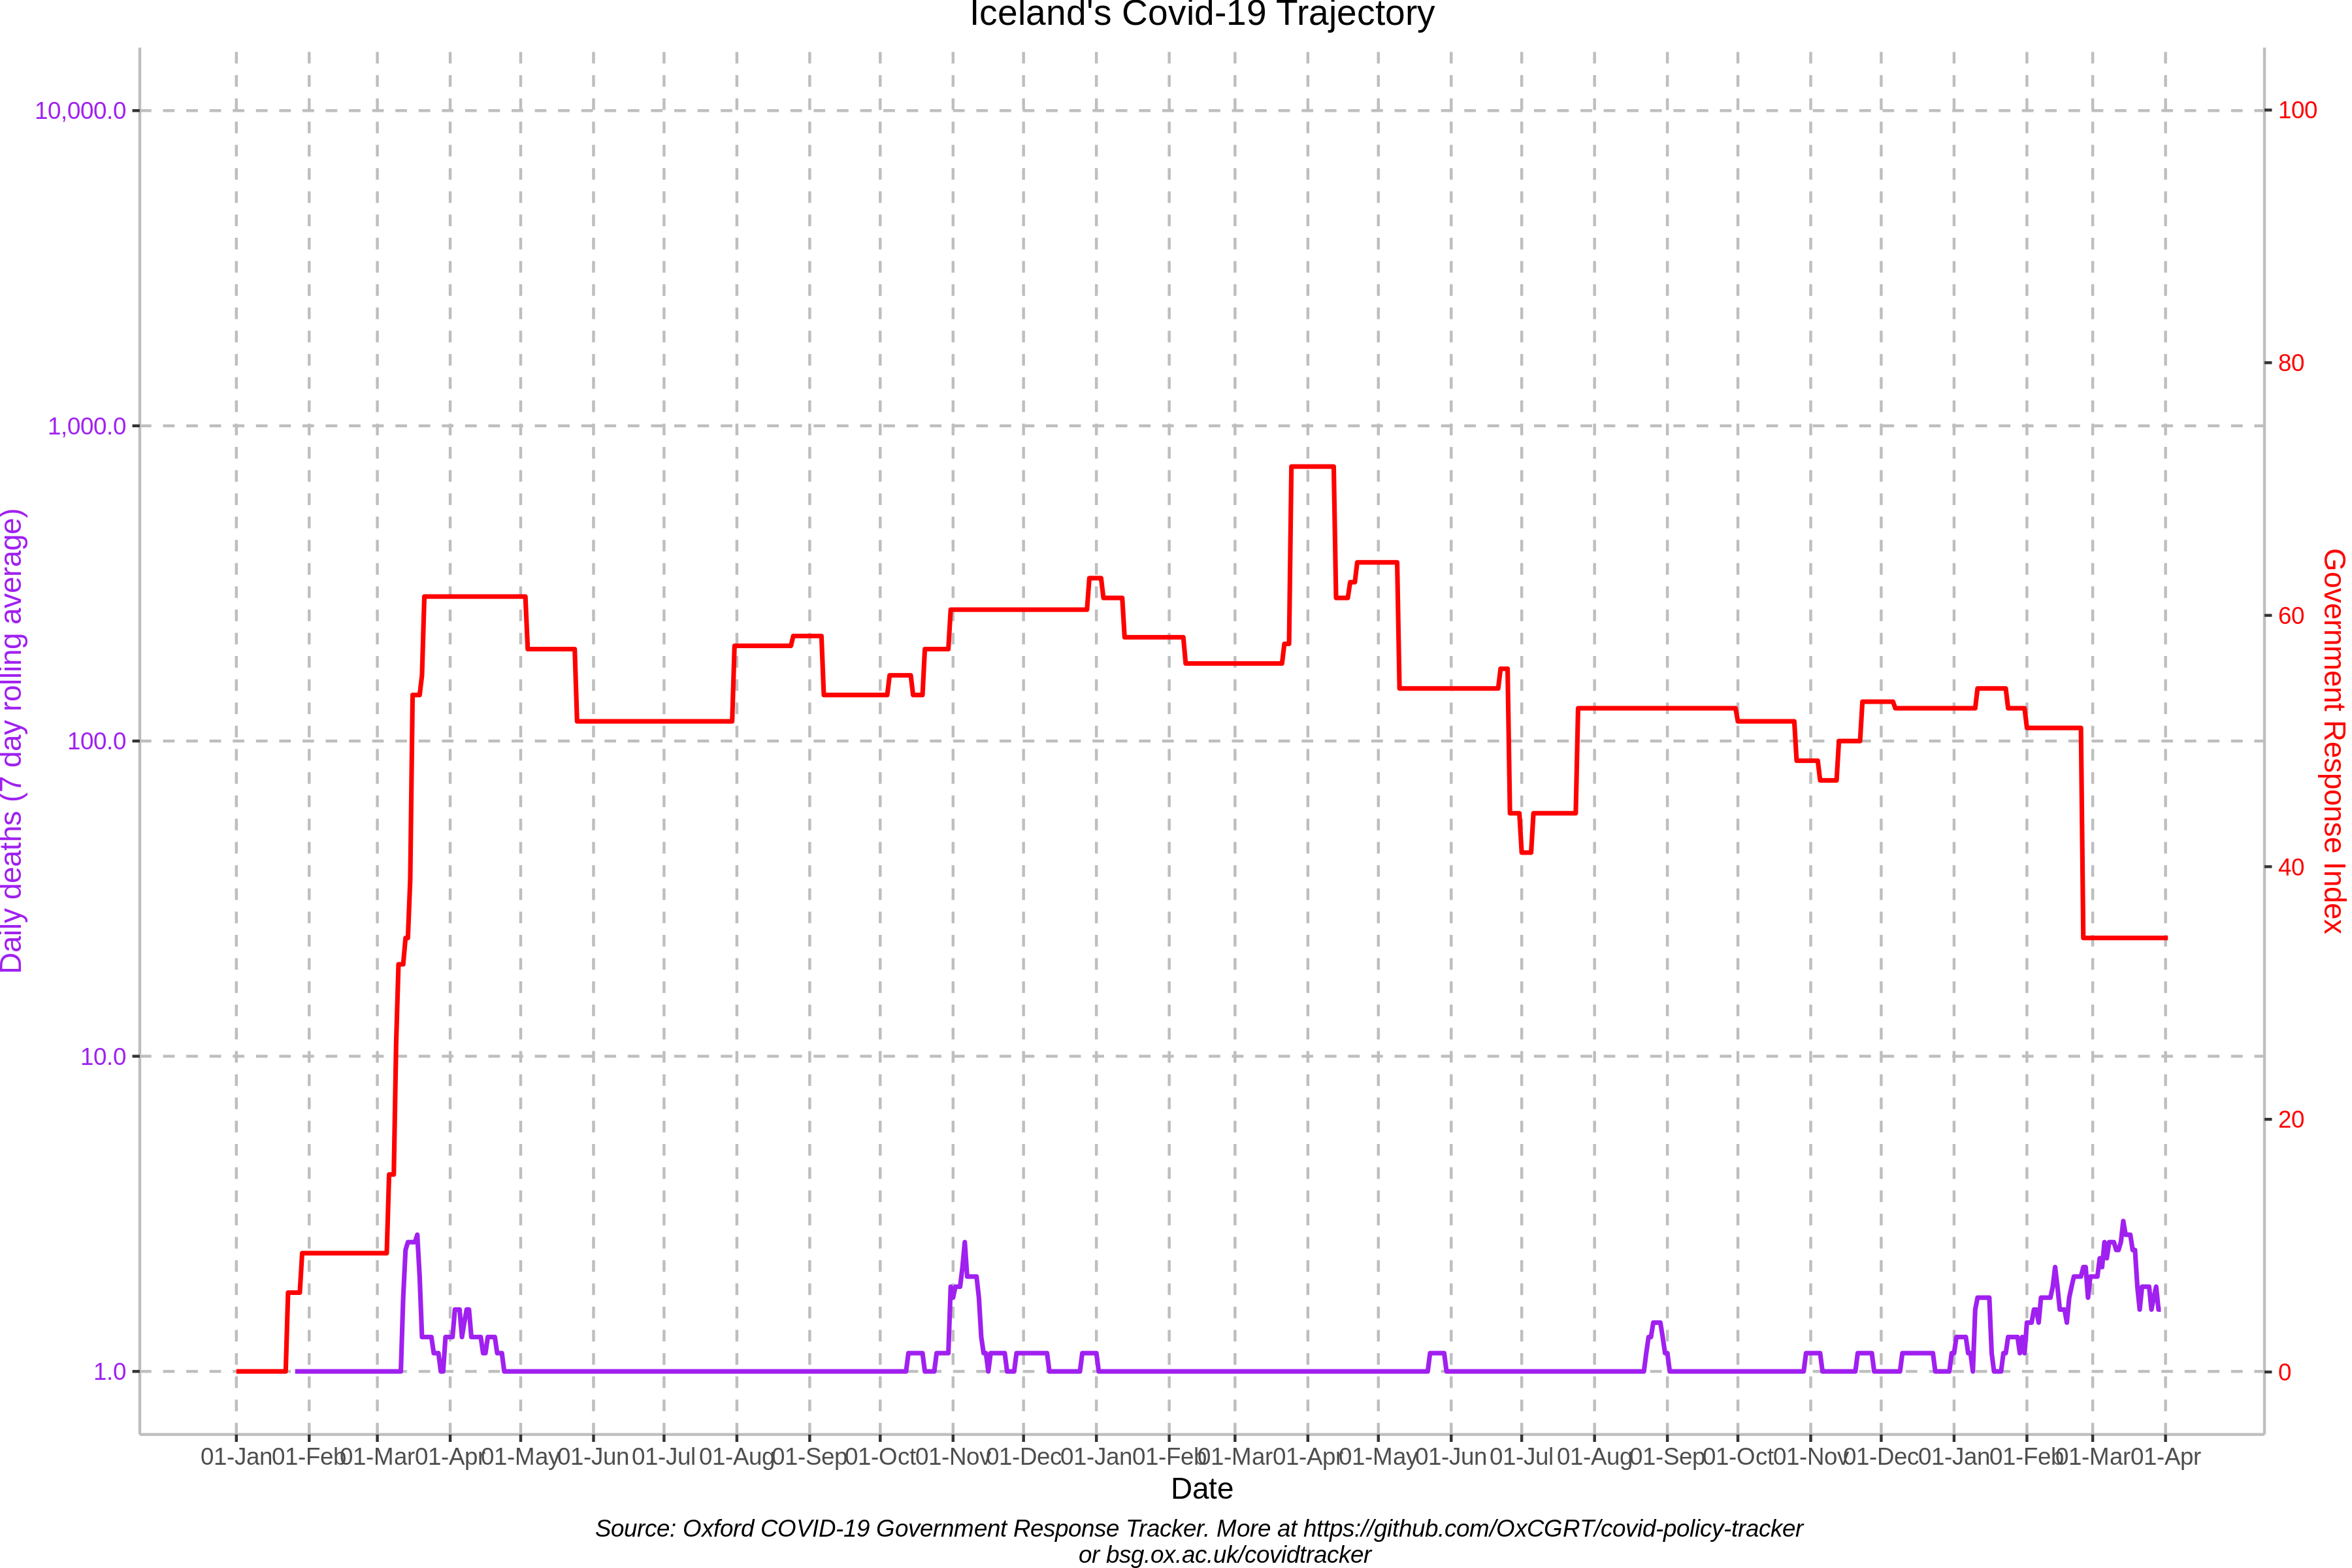 Iceland's Covid-19 Trajectory
10,000.0
1,000.0
100.0
10.0
1.0
Daily deaths (7 day rolling average)
100
80
60
40
20
0
Government Response Index
01-Jan 01-Feb 01-Mar 01-Apr 01-May 01-Jun 01-Jul 01-Aug 01-Sep 01-Oct 01-Nov 01-Dec 01-Jan 01-Feb 01-Mar 01-Apr 01-May 01-Jun 01-Jul 01-Aug 01-Sep 01-Oct 01-Nov 01-Dec 01-Jan 01-Feb 01-Mar 01-Apr
Date
Source: Oxford COVID-19 Government Response Tracker. More at https://github.com/OxCGRT/covid-policy-tracker
or bsg.ox.ac.uk/covidtracker